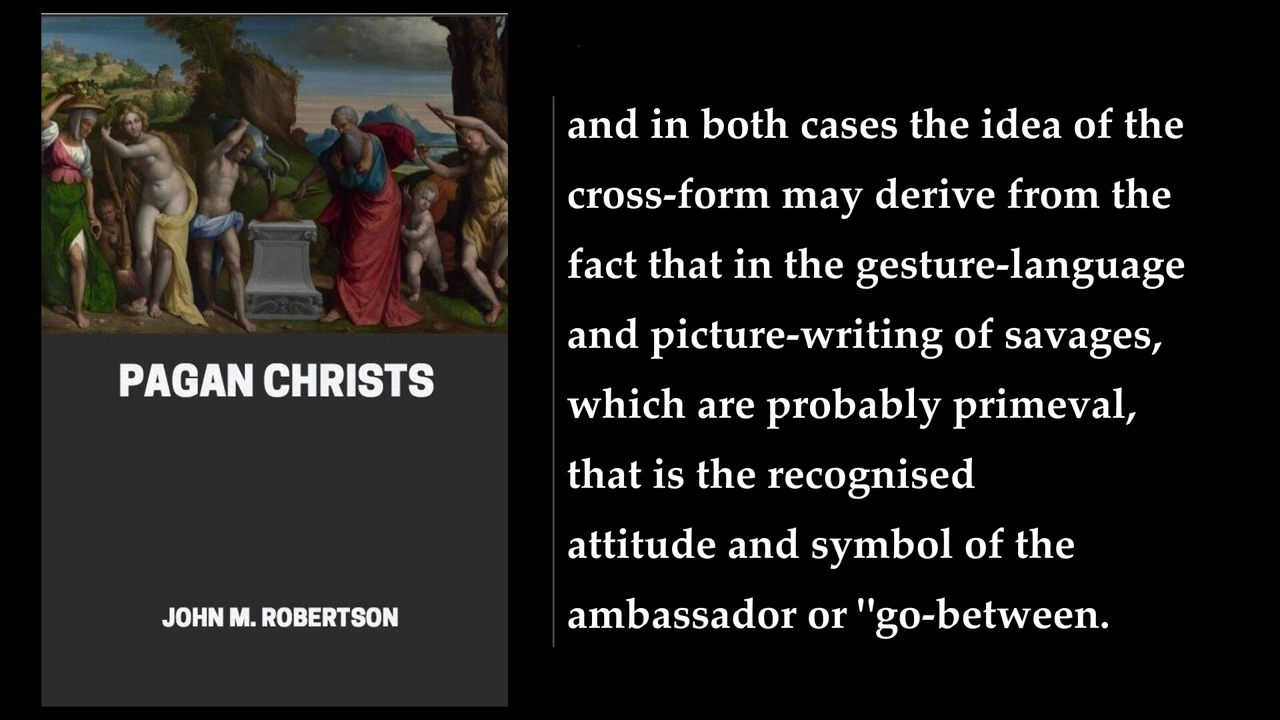 PAGAN CHRISTS
JOHN M. ROBERTSON
and in both cases the idea of the
cross-form may derive from the
fact that in the gesture-language
and picture-writing of savages,
which are probably primeval,
that is the recognised
attitude and symbol of the
ambassador or "go-between.